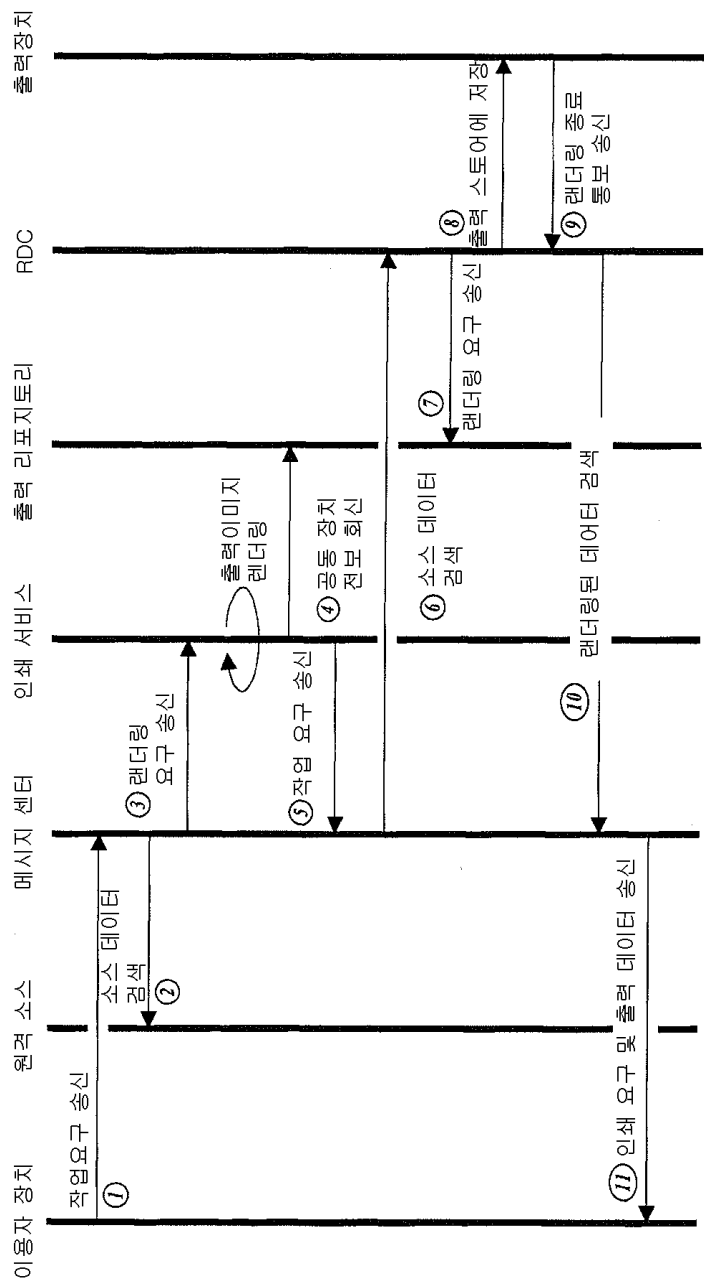 이용자 장치
원격 소스
메시지 센터
인쇄 서비스
출력 리포지토리
RDC
출력장치
작업요구 송신
①
소스 데이터
검색
②
③ 랜더링
요구 송신
출력이미지
렌더링
④ 공동 장치
전보 회신
⑤ 작업 요구 송신
⑥ 소스 데이터
검색
⑦
랜더링 요구 송신
⑧
출력 스토어에 저장
⑨ 랜더링 종료
통보 송신
⑩
랜더링된 데어터 검색
⑪ 인쇄 요구 및 출력 데이터 송신